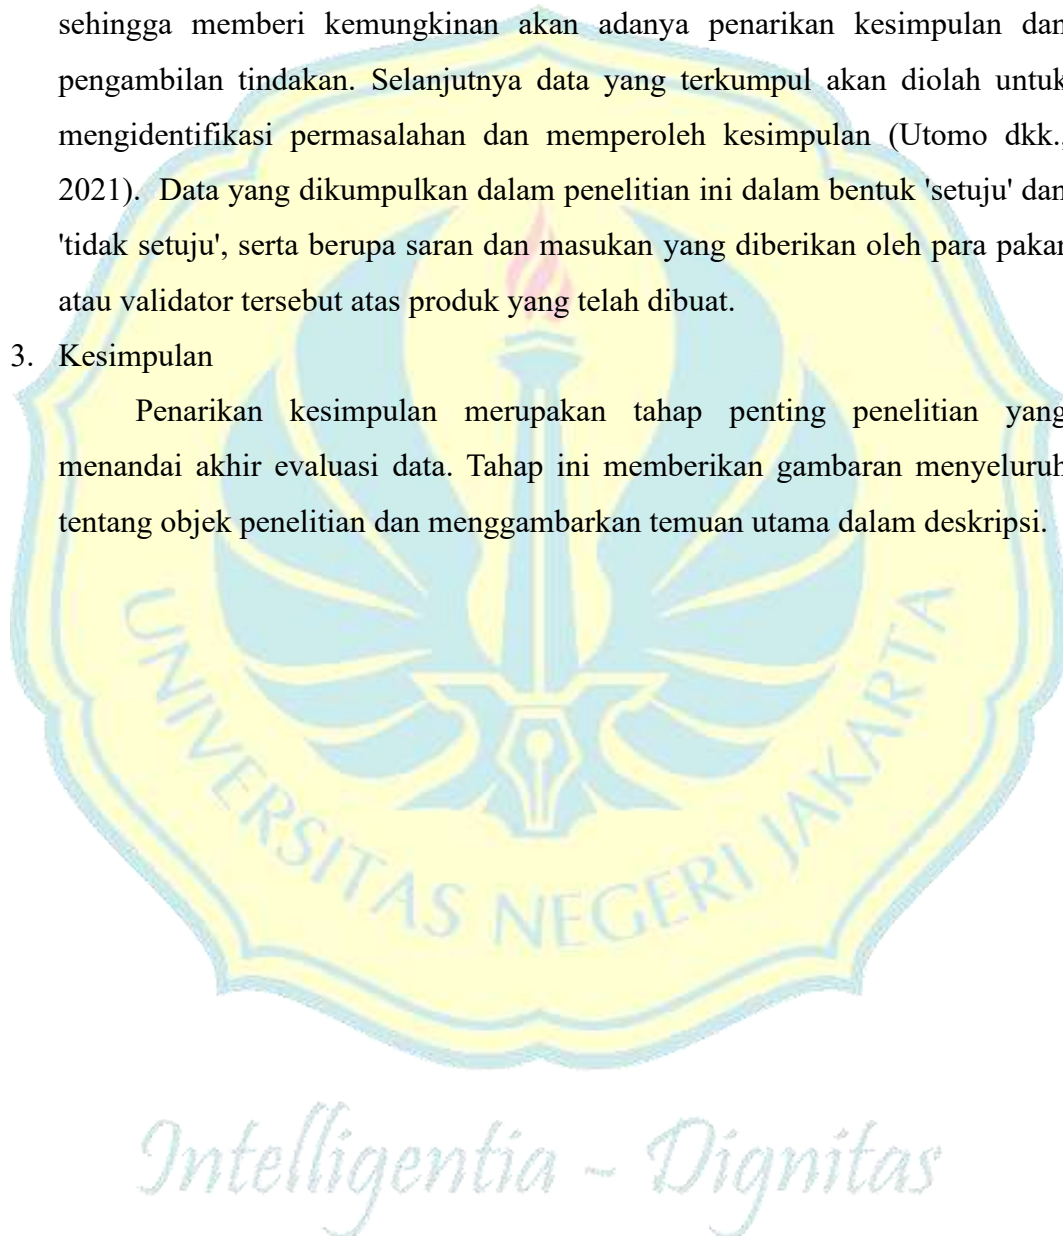 sehingga memberi kemungkinan akan adanya penarikan kesimpulan dan
pengambilan tindakan. Selanjutnya data yang terkumpul akan diolah untuk
mengidentifikasi permasalahan dan memperoleh kesimpulan (Utomo dkk.,
2021). Data yang dikumpulkan dalam penelitian ini dalam bentuk 'setuju' dan
'tidak setuju', serta berupa saran dan masukan yang diberikan oleh para pakar
atau validator tersebut atas produk yang telah dibuat.
3. Kesimpulan
Penarikan kesimpulan merupakan tahap penting penelitian yang
menandai akhir evaluasi data. Tahap ini memberikan gambaran menyeluruh
tentang objek penelitian dan menggambarkan temuan utama dalam deskripsi.
UNIVERSITAS NEGERI JAKARTA
Intelligentia - Dignitas